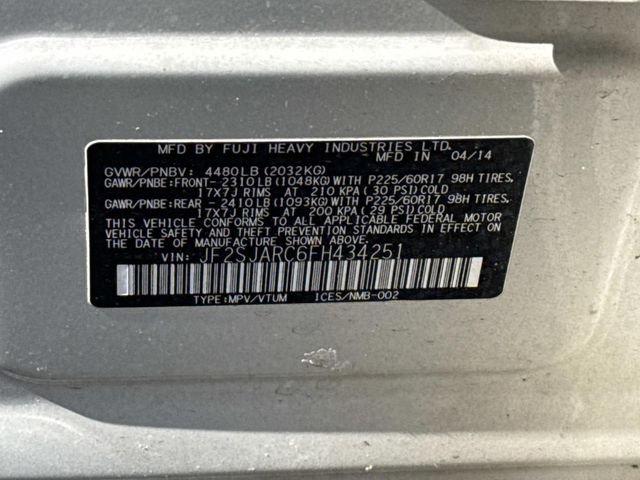 MFD BY FUJI HEAVY INDUSTRIES LTD.
MFD IN 04/14
GVWR/PNBV: 4480LB(2032KG)
GAWR/PNBE:FRONT- 2310LB(1048KG)WITH P225/60R17 98H TIRES.
17X7J RIMS AT 210 KPA(30 PSI)COLD
GAWR/PNBE:REAR - 2410LB(1093KG)WITH P225/60R17 98H TIRES.
17X7J RIMS AT 200 KPA(29 PSI)COLD
THIS VEHICLE CONFORMS TO ALL APPLICABLE FEDERAL MOTOR
VEHICLE SAFETY AND THEFT PREVENTION STANDARDS IN
EFFECT ON THE DATE OF MANUFACTURE SHOWN ABOVE.
VIN: JF2SJARC6FH434251
TYPE:MPV/VTUM ICES/NMB-002